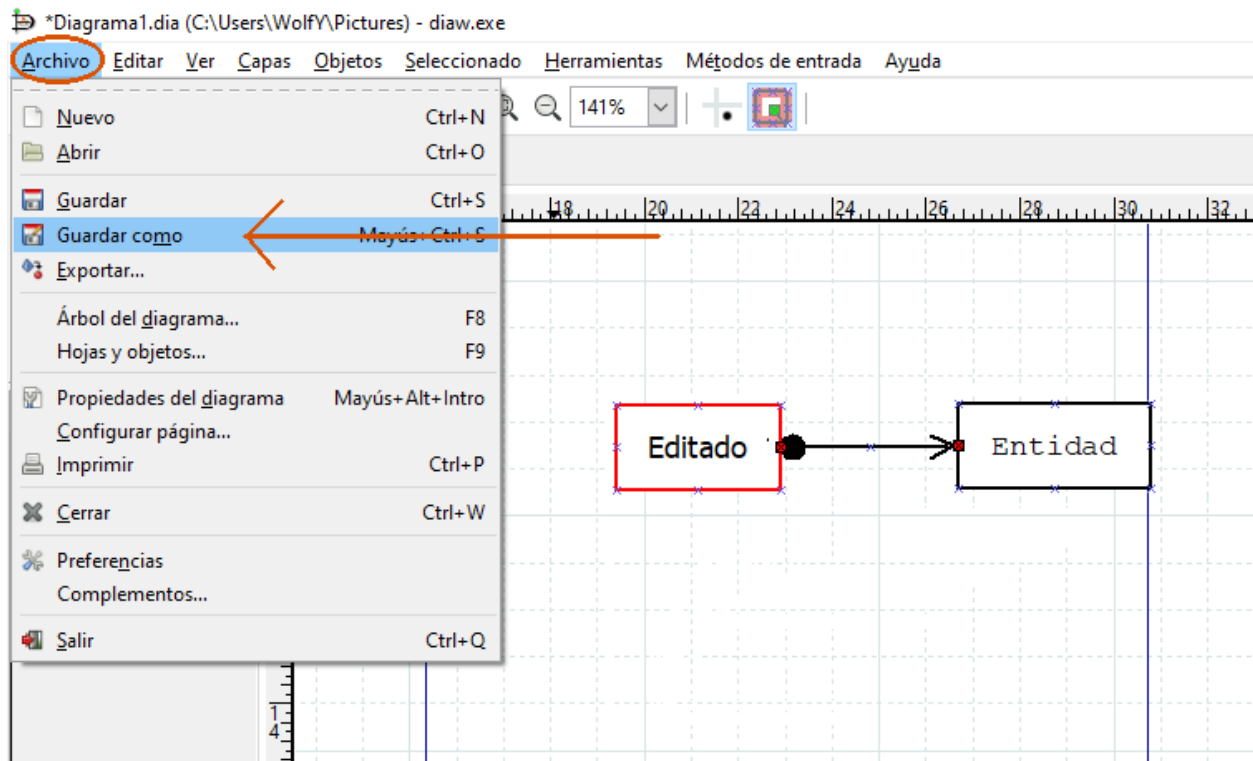 *Diagrama1.dia (C:\Users\WolfY\Pictures) - diaw.exe
Archivo Editar Ver Capas Objetos Seleccionado Herramientas Métodos de entrada Ayuda
141%
Nuevo Ctrl+N
Abrir Ctrl+O
Guardar Ctrl+S
Guardar como Mayús+Ctrl+S
Exportar...
Árbol del diagrama... F8
Hojas y objetos... F9
Propiedades del diagrama Mayús+Alt+Intro
Configurar página...
Imprimir Ctrl+P
Cerrar Ctrl+W
Preferencias
Complementos...
Salir Ctrl+Q
18 20 22 24 26 28 30 32
Editado
Entidad
14